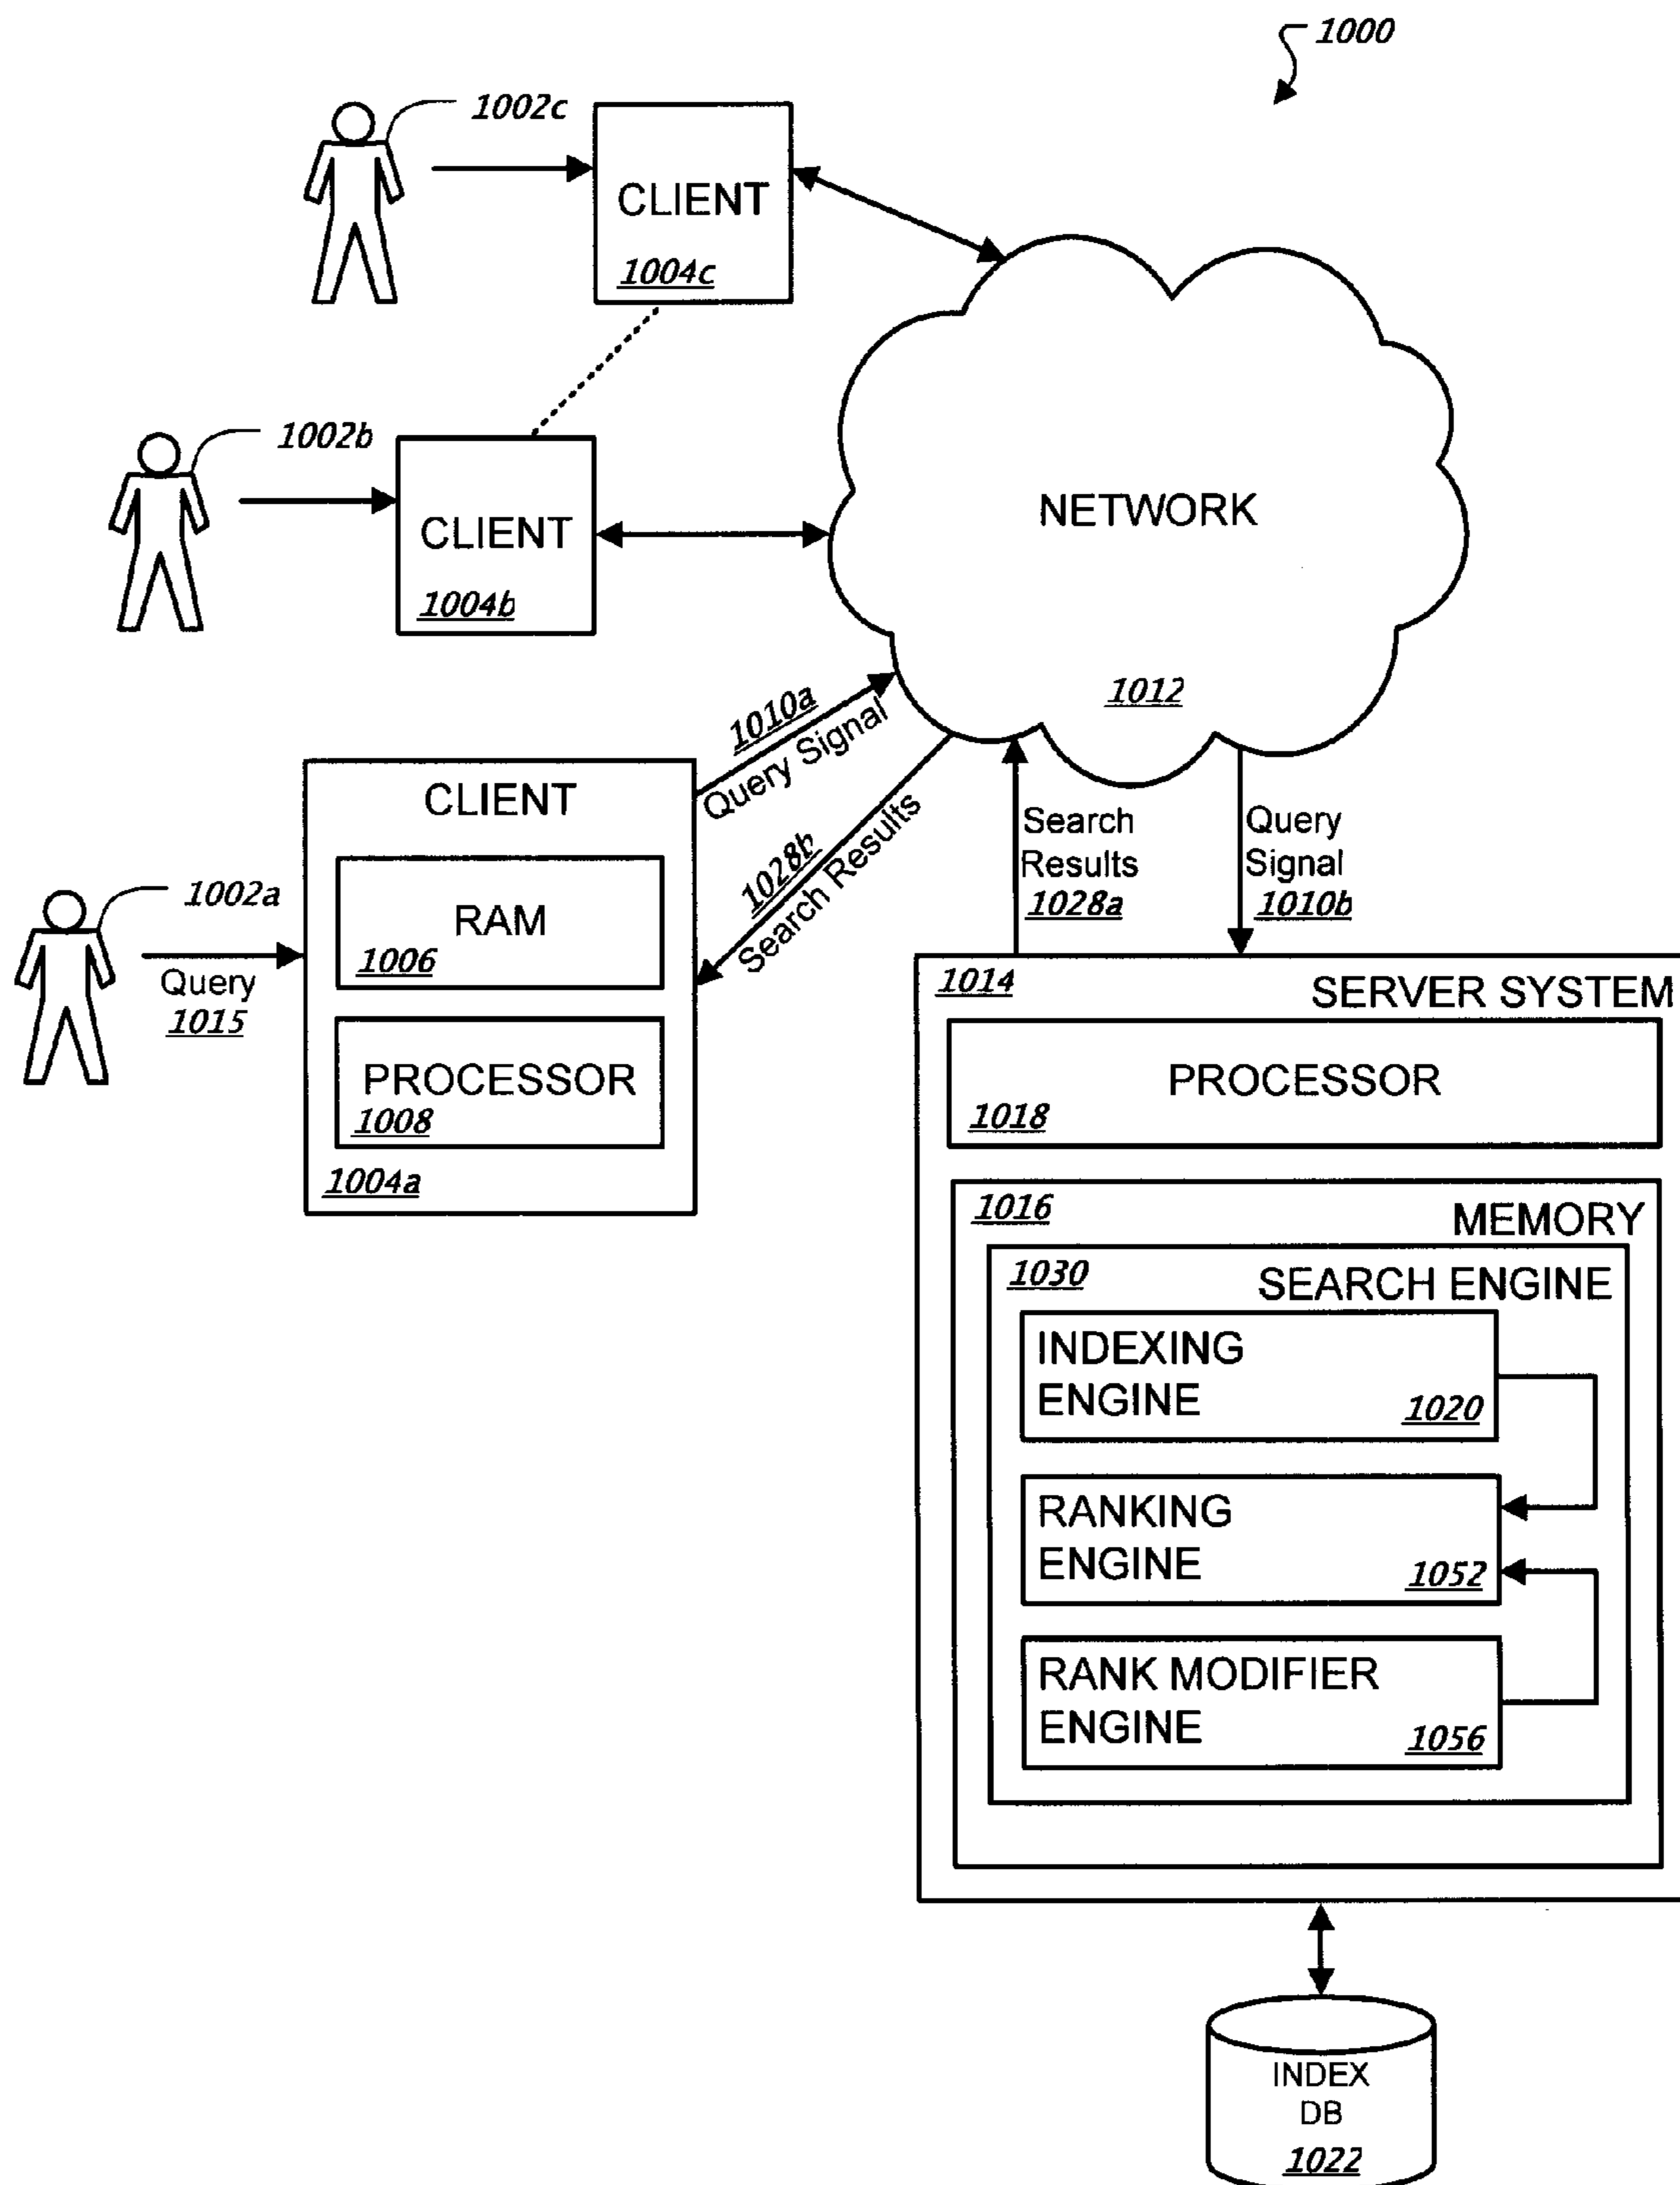 1000
1002c
CLIENT
1004c
1002b
CLIENT
1004b
NETWORK
1012
1010a
Query Signal
1028b
Search Results
Search
Results
1028a
Query
Signal
1010b
1002a
Query
1015
CLIENT
RAM
1006
PROCESSOR
1008
1004a
1014
SERVER SYSTEM
PROCESSOR
1018
1016
MEMORY
1030
SEARCH ENGINE
INDEXING
ENGINE
1020
RANKING
ENGINE
1052
RANK MODIFIER
ENGINE
1056
INDEX
DB
1022